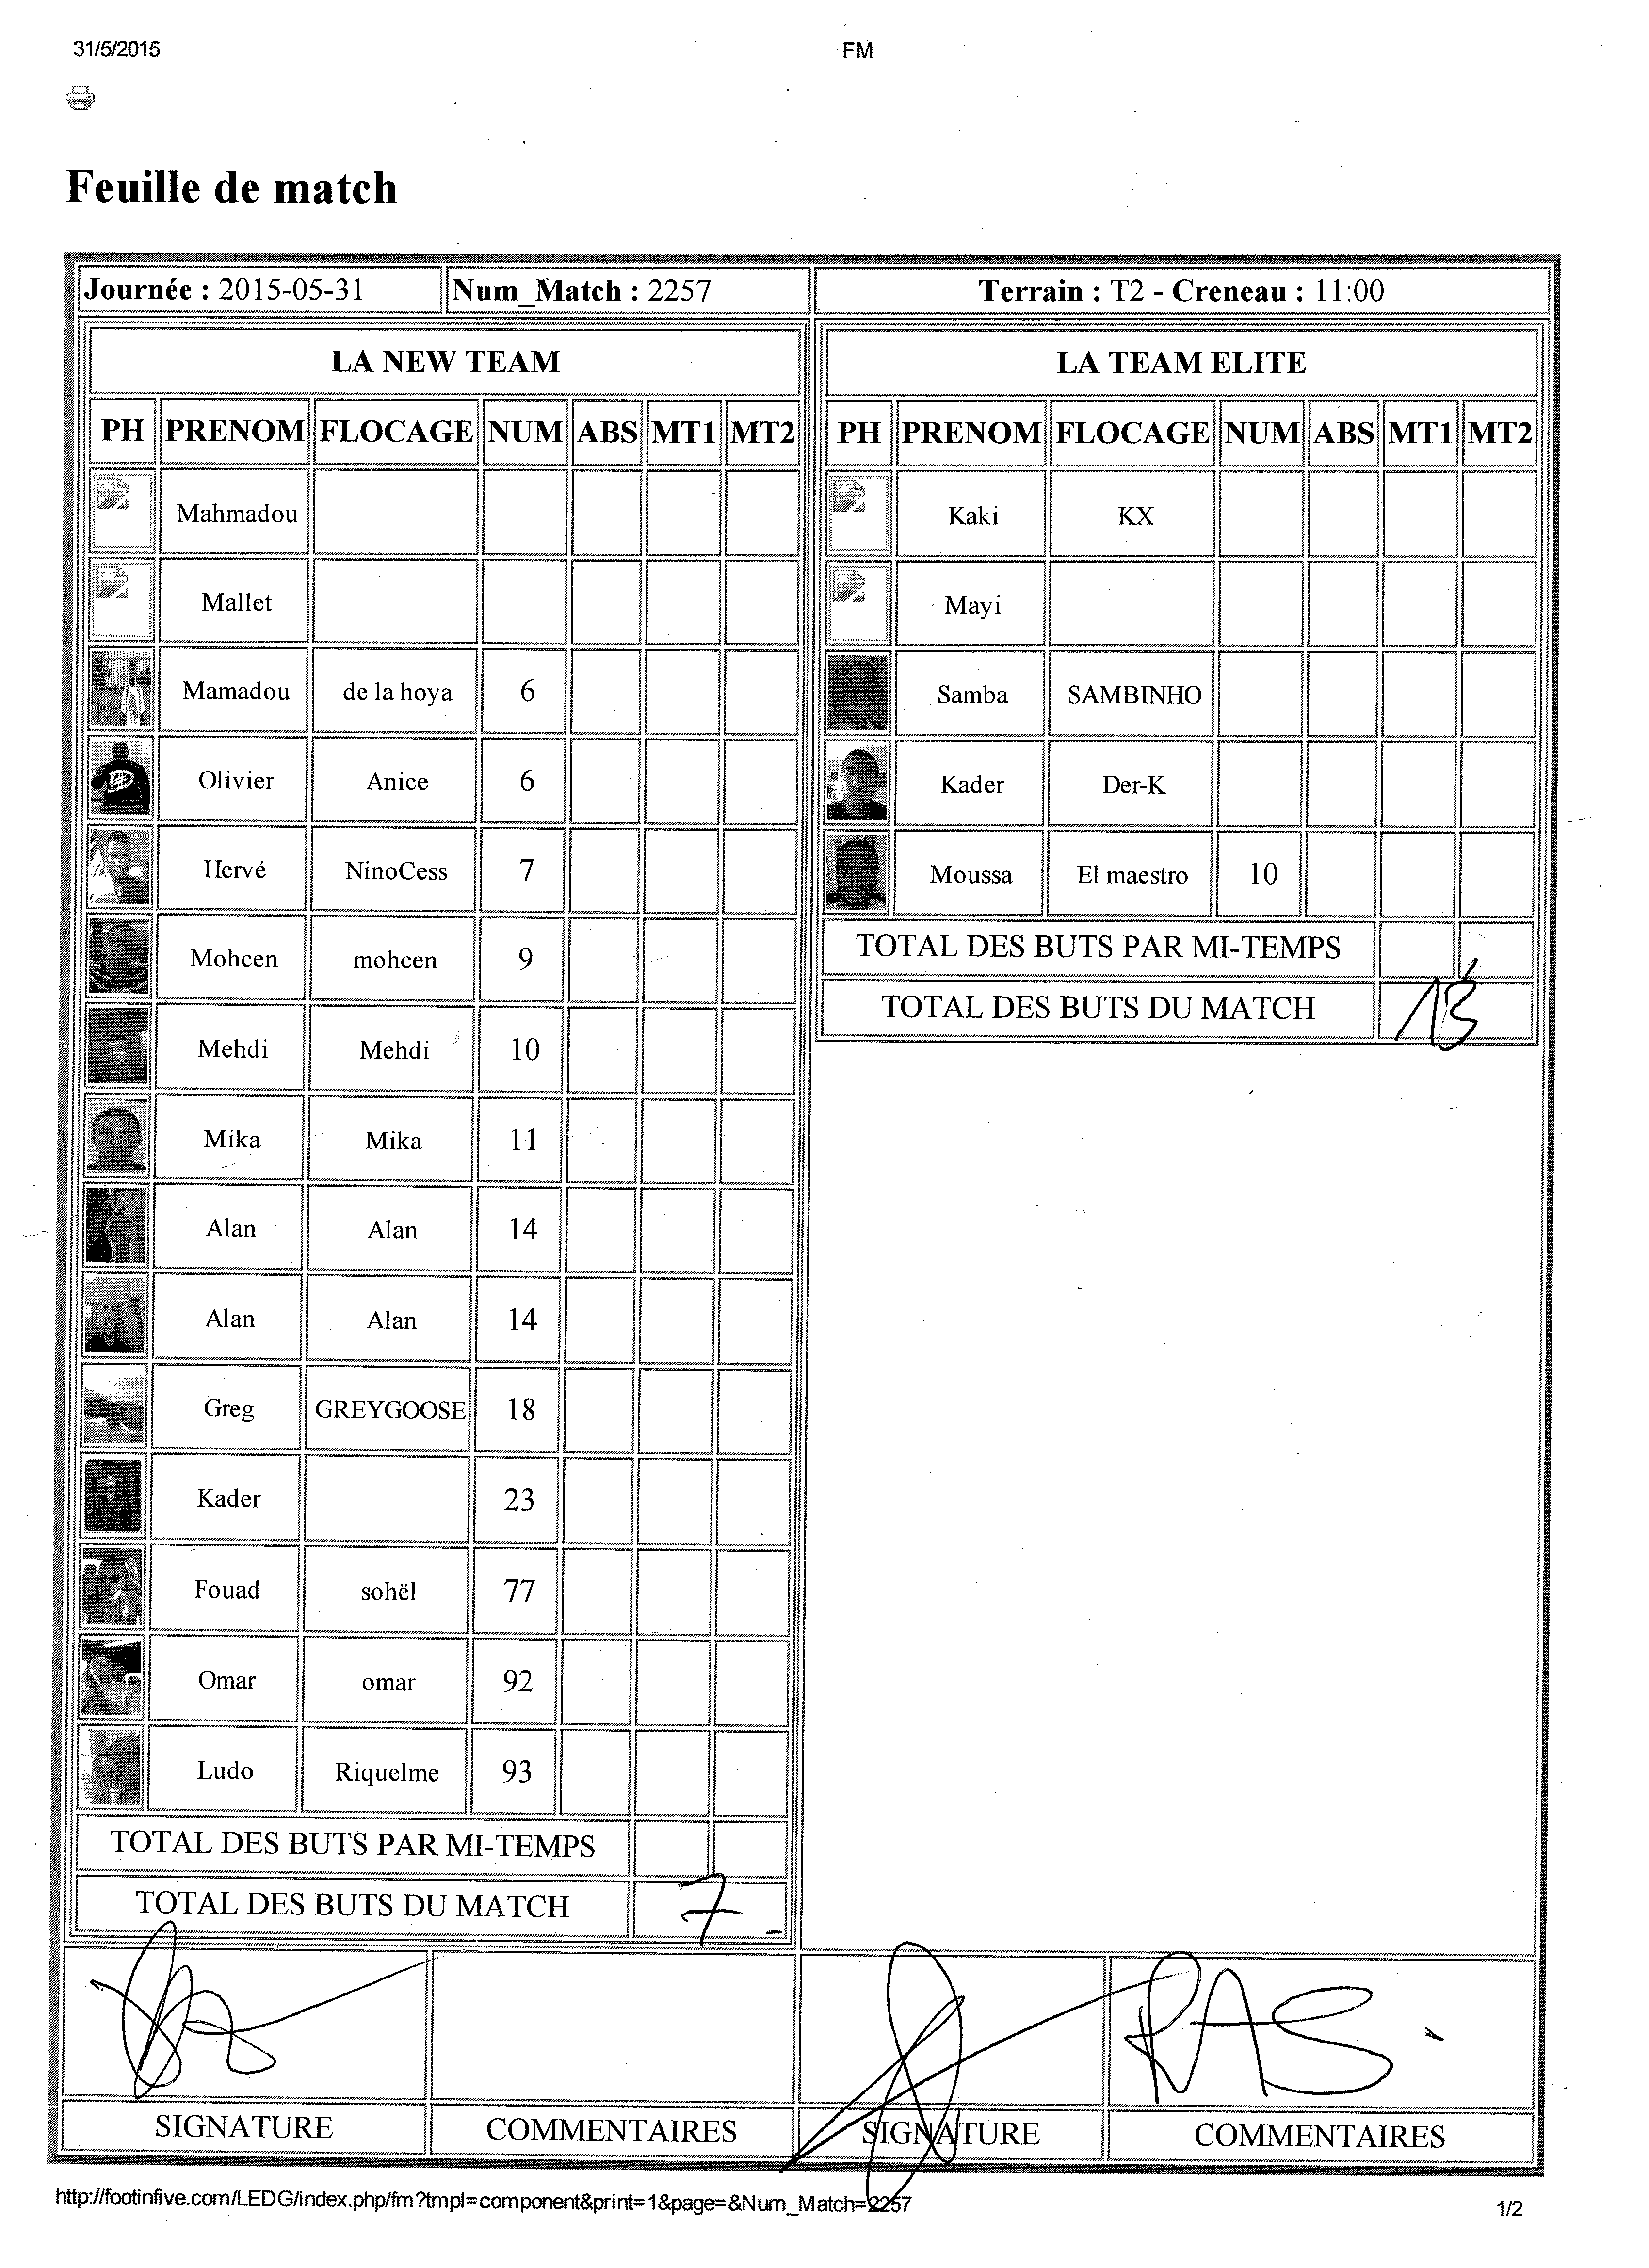 31/5/2015 FM
Feuille de match
Journée : 2015-05-31 Num_Match : 2257 Terrain : T2 - Creneau : 11:00
LA NEW TEAM
PH PRENOM FLOCAGE NUM ABS MT1 MT2
Mahmadou
Mallet
Mamadou de la hoya 6
Olivier Anice 6
Hervé NinoCess 7
Mohcen mohcen 9
Mehdi Mehdi 10
Mika Mika 11
Alan Alan 14
Alan Alan 14
Greg GREYGOOSE 18
Kader 23
Fouad sohël 77
Omar omar 92
Ludo Riquelme 93
TOTAL DES BUTS PAR MI-TEMPS
TOTAL DES BUTS DU MATCH 7
LA TEAM ELITE
PH PRENOM FLOCAGE NUM ABS MT1 MT2
Kaki KX
Mayi
Samba SAMBINHO
Kader Der-K
Moussa El maestro 10
TOTAL DES BUTS PAR MI-TEMPS
TOTAL DES BUTS DU MATCH 13
RAS.
SIGNATURE COMMENTAIRES SIGNATURE COMMENTAIRES
http://footinfive.com/LEDG/index.php/fm?tmpl=component&print=1&page=&Num_Match=2257 1/2